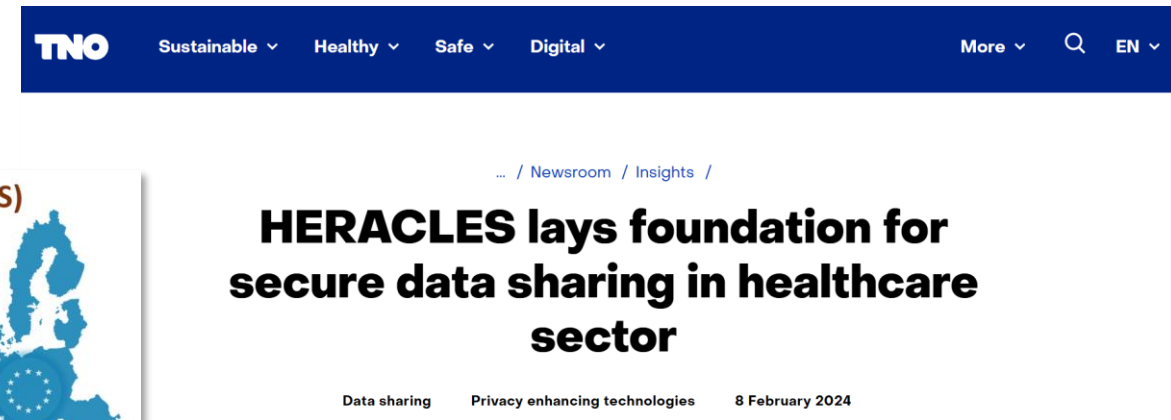 TNO Sustainable Healthy Safe Digital More EN
... / Newsroom / Insights /
S)
HERACLES lays foundation for
secure data sharing in healthcare
sector
Data sharing Privacy enhancing technologies 8 February 2024